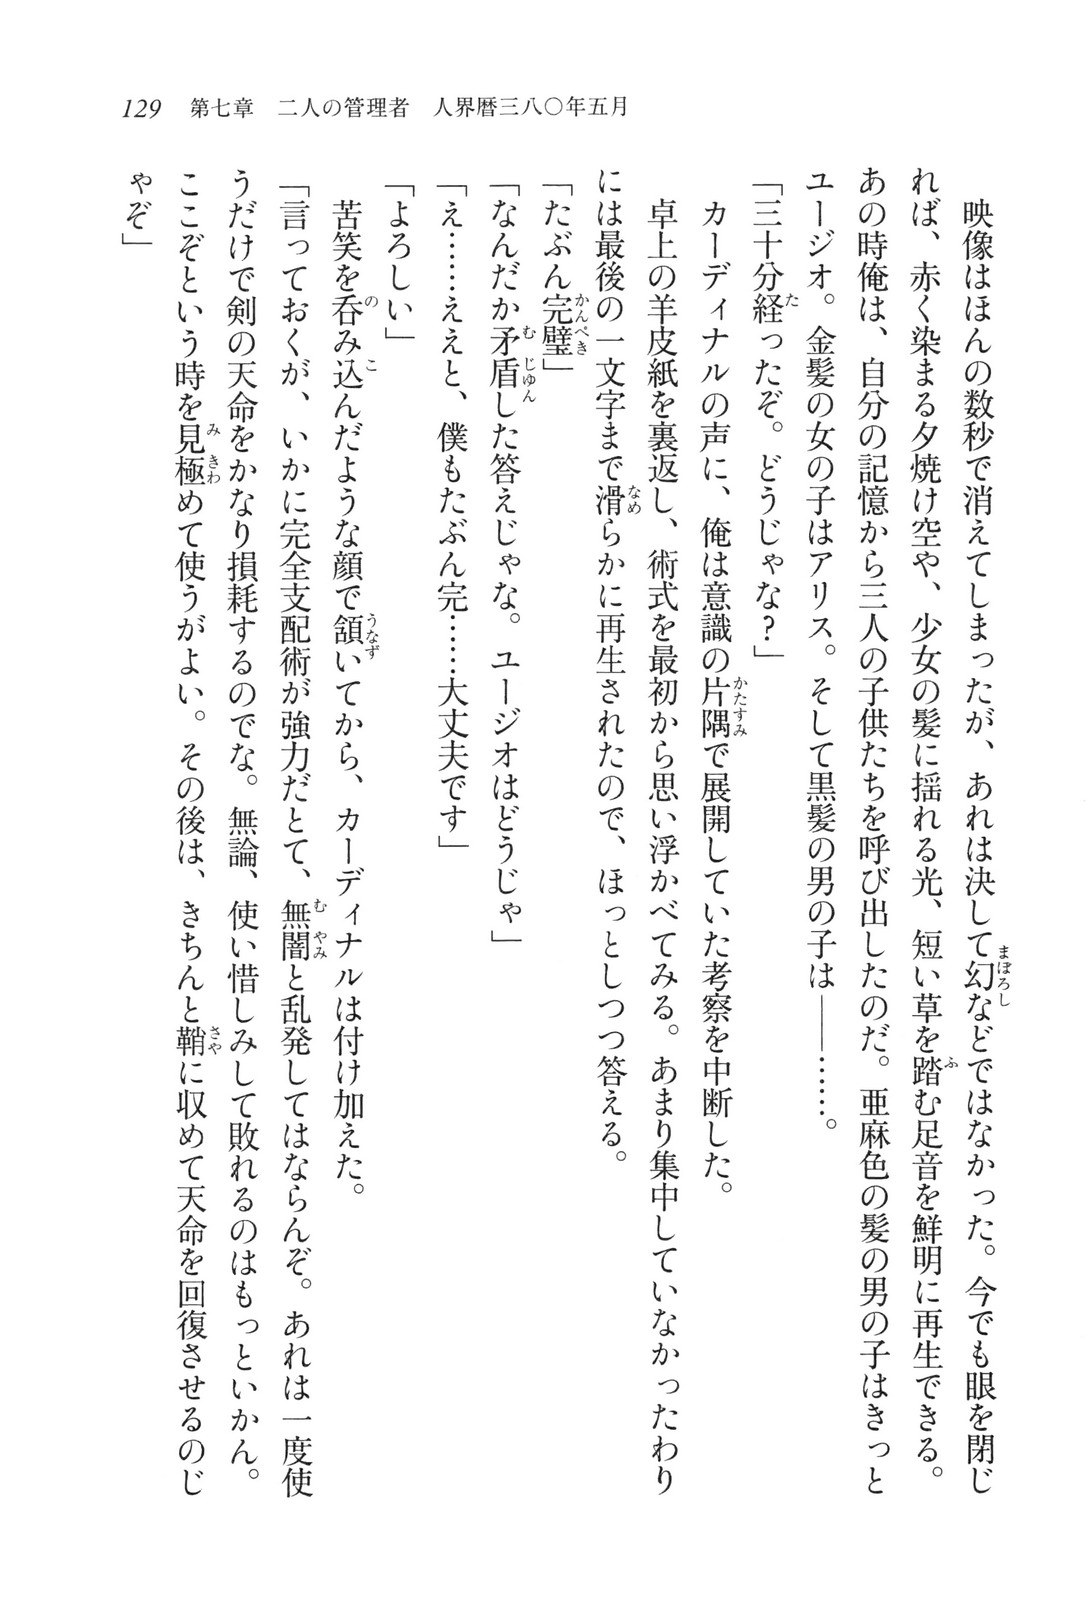 129　第七章　二人の管理者　人界暦三八〇年五月
　映像はほんの数秒で消えてしまったが、あれは決して幻などではなかった。今でも眼を閉じ
れば、赤く染まる夕焼け空や、少女の髪に揺れる光、短い草を踏む足音を鮮明に再生できる。
あの時俺は、自分の記憶から三人の子供たちを呼び出したのだ。亜麻色の髪の男の子はきっと
ユージオ。金髪の女の子はアリス。そして黒髪の男の子は――……。
「三十分経ったぞ。どうじゃな？」
　カーディナルの声に、俺は意識の片隅で展開していた考察を中断した。
　卓上の羊皮紙を裏返し、術式を最初から思い浮かべてみる。あまり集中していなかったわり
には最後の一文字まで滑らかに再生されたので、ほっとしつつ答える。
「たぶん完璧」
「なんだか矛盾した答えじゃな。ユージオはどうじゃ」
「え……ええと、僕もたぶん完……大丈夫です」
「よろしい」
　苦笑を呑み込んだような顔で頷いてから、カーディナルは付け加えた。
「言っておくが、いかに完全支配術が強力だとて、無闇と乱発してはならんぞ。あれは一度使
うだけで剣の天命をかなり損耗するのでな。無論、使い惜しみして敗れるのはもっといかん。
ここぞという時を見極めて使うがよい。その後は、きちんと鞘に収めて天命を回復させるのじ
ゃぞ」